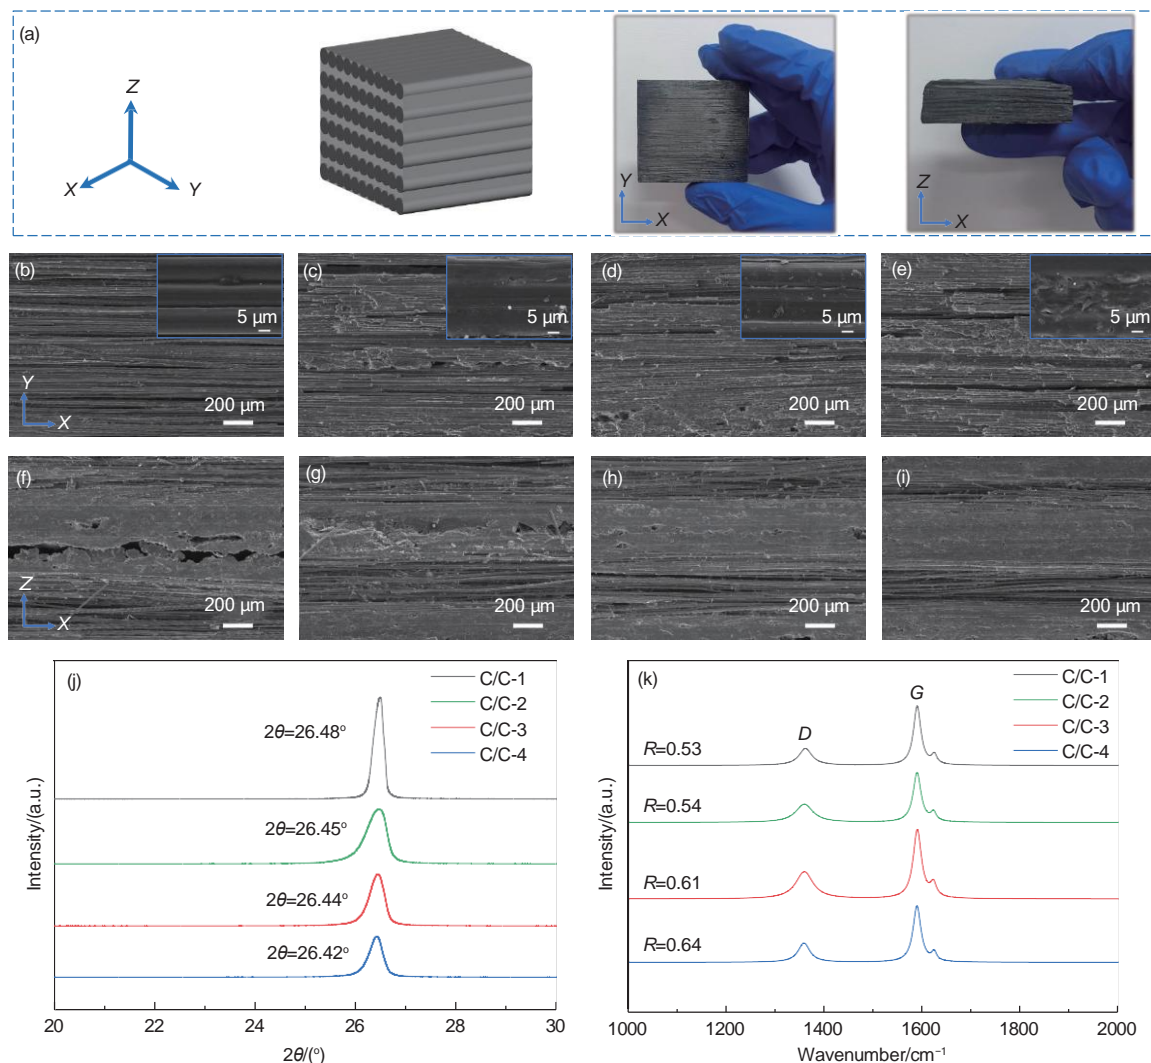 (a)
Z
X
Y
Y
X
Z
X
(b)
5 μm
Y
X
200 μm
(c)
5 μm
200 μm
(d)
5 μm
200 μm
(e)
5 μm
200 μm
(f)
Z
X
200 μm
(g)
200 μm
(h)
200 μm
(i)
200 μm
(j)
C/C-1
C/C-2
C/C-3
C/C-4
2θ=26.48°
2θ=26.45°
2θ=26.44°
2θ=26.42°
Intensity/(a.u.)
20 22 24 26 28 30
2θ/(°)
(k)
C/C-1
C/C-2
C/C-3
C/C-4
G
D
R=0.53
R=0.54
R=0.61
R=0.64
Intensity/(a.u.)
1000 1200 1400 1600 1800 2000
Wavenumber/cm⁻¹